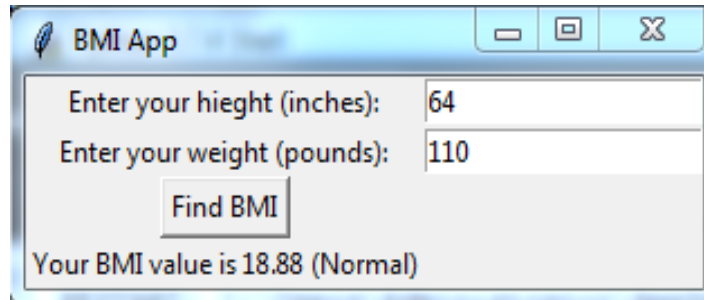 BMI App
Enter your hieght (inches): 64
Enter your weight (pounds): 110
Find BMI
Your BMI value is 18.88 (Normal)